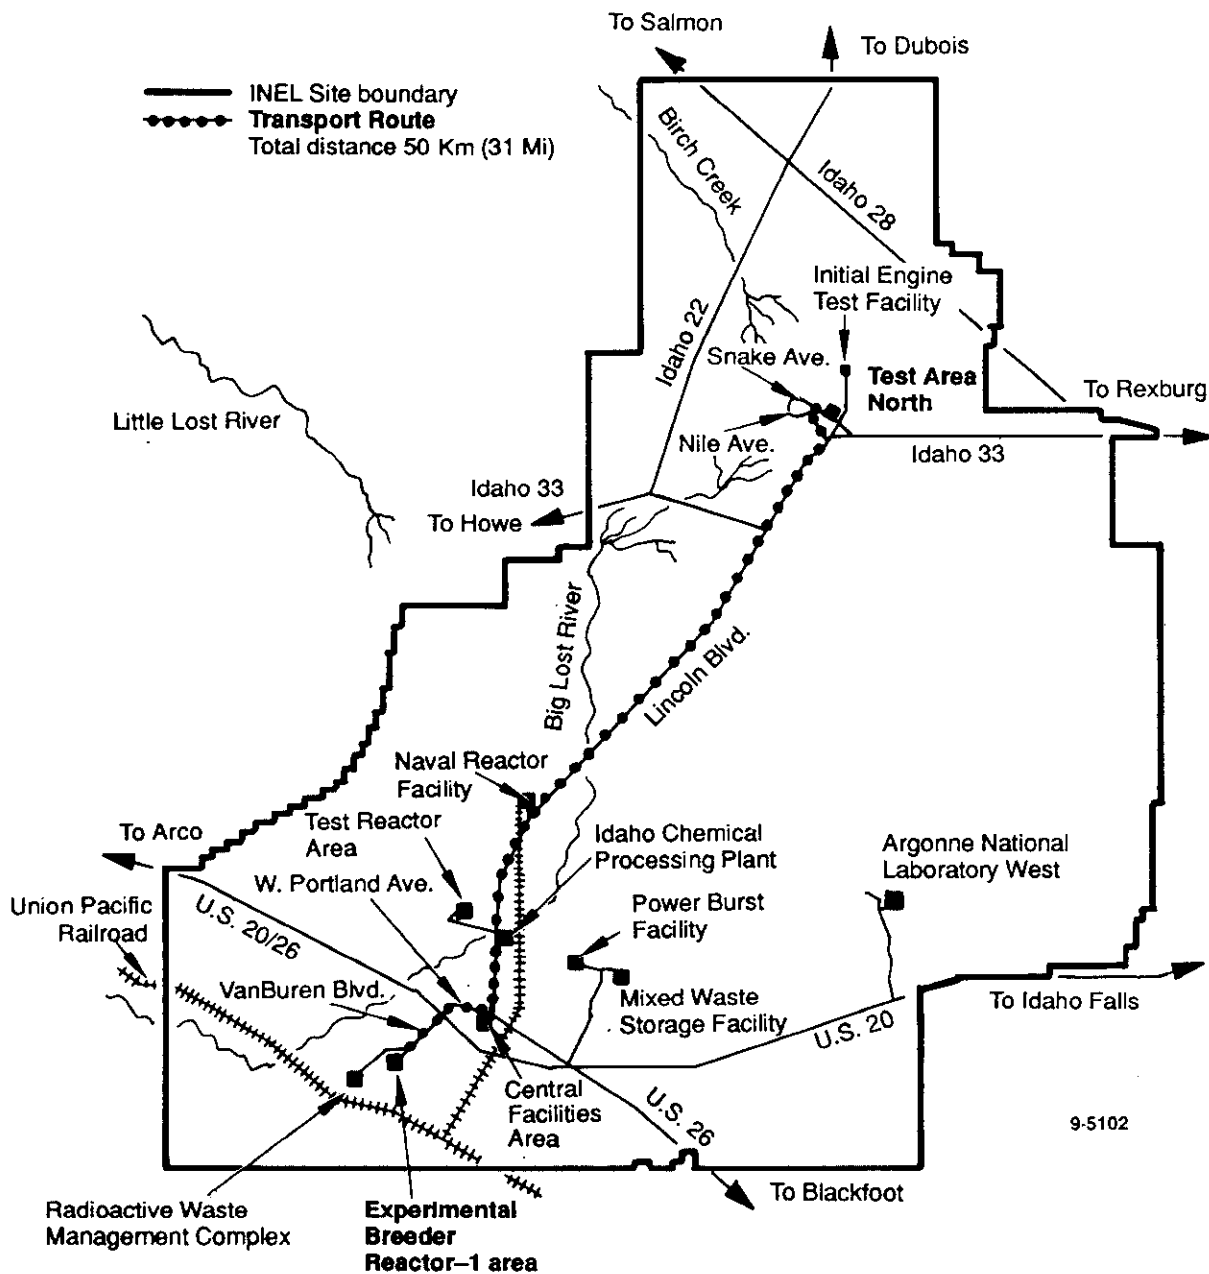 To Salmon
To Dubois
INEL Site boundary
Transport Route
Total distance 50 Km (31 Mi)
Birch Creek
Idaho 28
Initial Engine
Test Facility
Idaho 22
Snake Ave.
Test Area
North
To Rexburg
Little Lost River
Nile Ave.
Idaho 33
Idaho 33
To Howe
Big Lost River
Lincoln Blvd.
Naval Reactor
Facility
To Arco
Test Reactor
Area
Idaho Chemical
Processing Plant
Argonne National
Laboratory West
W. Portland Ave.
Union Pacific
Railroad
U.S. 20/26
Power Burst
Facility
VanBuren Blvd.
Mixed Waste
Storage Facility
To Idaho Falls
U.S. 20
Central
Facilities
Area
U.S. 26
9-5102
To Blackfoot
Radioactive Waste
Management Complex
Experimental
Breeder
Reactor–1 area